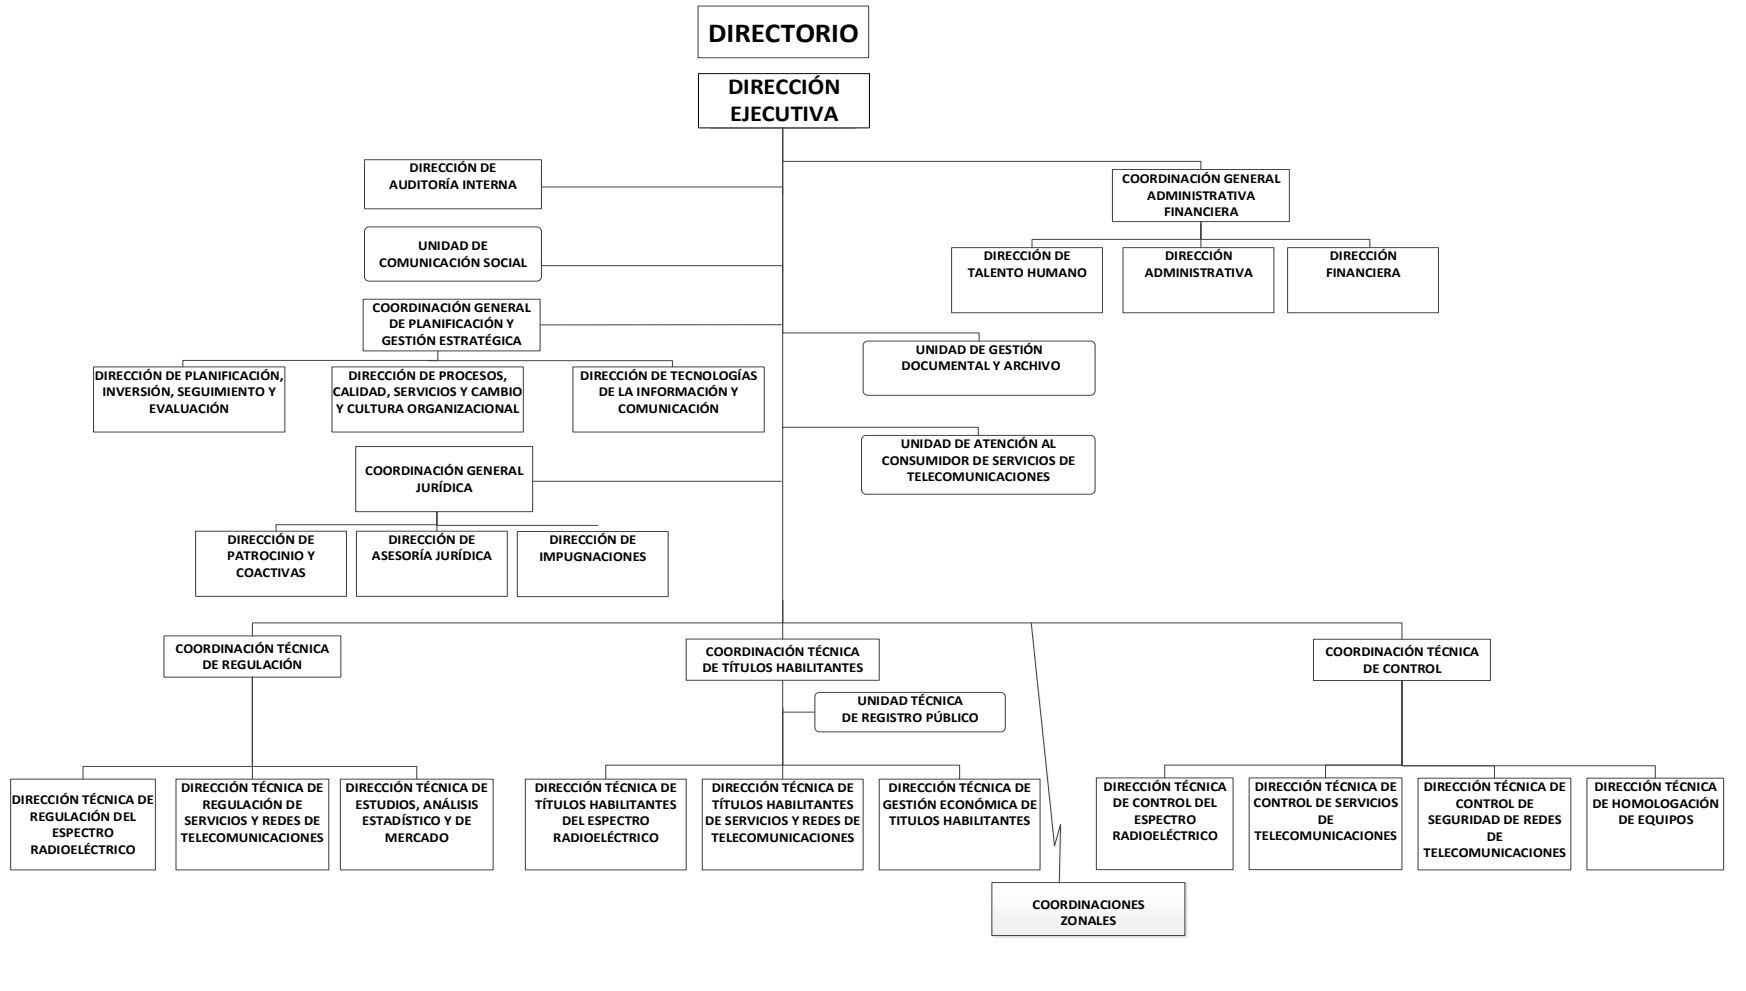 DIRECTORIO
DIRECCIÓN
EJECUTIVA
DIRECCIÓN DE
AUDITORÍA INTERNA
COORDINACIÓN GENERAL
ADMINISTRATIVA
FINANCIERA
UNIDAD DE
COMUNICACIÓN SOCIAL
DIRECCIÓN DE
TALENTO HUMANO
DIRECCIÓN
ADMINISTRATIVA
DIRECCIÓN
FINANCIERA
COORDINACIÓN GENERAL
DE PLANIFICACIÓN Y
GESTIÓN ESTRATÉGICA
UNIDAD DE GESTIÓN
DOCUMENTAL Y ARCHIVO
DIRECCIÓN DE PLANIFICACIÓN,
INVERSIÓN, SEGUIMIENTO Y
EVALUACIÓN
DIRECCIÓN DE PROCESOS,
CALIDAD, SERVICIOS Y CAMBIO
Y CULTURA ORGANIZACIONAL
DIRECCIÓN DE TECNOLOGÍAS
DE LA INFORMACIÓN Y
COMUNICACIÓN
UNIDAD DE ATENCIÓN AL
CONSUMIDOR DE SERVICIOS DE
TELECOMUNICACIONES
COORDINACIÓN GENERAL
JURÍDICA
DIRECCIÓN DE
PATROCINIO Y
COACTIVAS
DIRECCIÓN DE
ASESORÍA JURÍDICA
DIRECCIÓN DE
IMPUGNACIONES
COORDINACIÓN TÉCNICA
DE REGULACIÓN
COORDINACIÓN TÉCNICA
DE TÍTULOS HABILITANTES
COORDINACIÓN TÉCNICA
DE CONTROL
UNIDAD TÉCNICA
DE REGISTRO PÚBLICO
DIRECCIÓN TÉCNICA DE
REGULACIÓN DEL
ESPECTRO
RADIOELÉCTRICO
DIRECCIÓN TÉCNICA DE
REGULACIÓN DE
SERVICIOS Y REDES DE
TELECOMUNICACIONES
DIRECCIÓN TÉCNICA DE
ESTUDIOS, ANÁLISIS
ESTADÍSTICO Y DE
MERCADO
DIRECCIÓN TÉCNICA DE
TÍTULOS HABILITANTES
DEL ESPECTRO
RADIOELÉCTRICO
DIRECCIÓN TÉCNICA DE
TÍTULOS HABILITANTES
DE SERVICIOS Y REDES DE
TELECOMUNICACIONES
DIRECCIÓN TÉCNICA DE
GESTIÓN ECONÓMICA DE
TITULOS HABILITANTES
DIRECCIÓN TÉCNICA
DE CONTROL DEL
ESPECTRO
RADIOELÉCTRICO
DIRECCIÓN TÉCNICA DE
CONTROL DE SERVICIOS
DE
TELECOMUNICACIONES
DIRECCIÓN TÉCNICA DE
CONTROL DE
SEGURIDAD DE REDES
DE
TELECOMUNICACIONES
DIRECCIÓN TÉCNICA
DE HOMOLOGACIÓN
DE EQUIPOS
COORDINACIONES
ZONALES